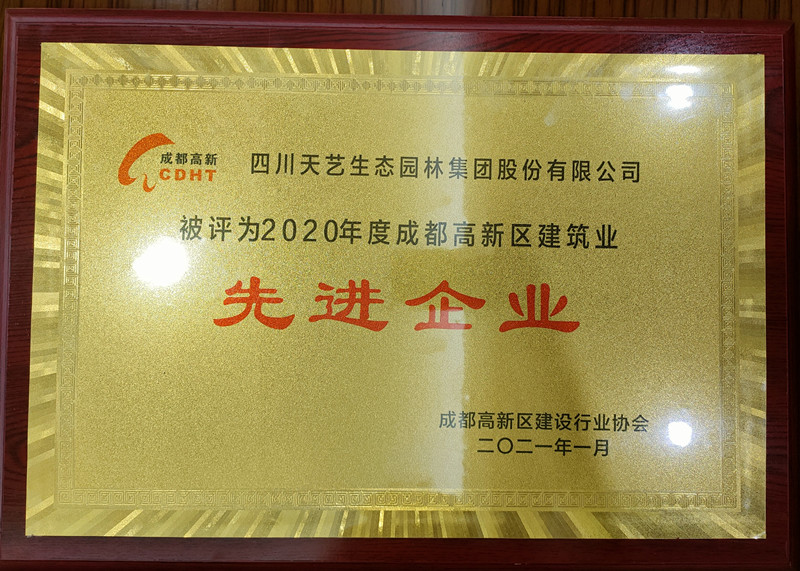 成都高新
CDHT
四川天艺生态园林集团股份有限公司
被评为2020年度成都高新区建筑业
先进企业
成都高新区建设行业协会
二〇二一年一月